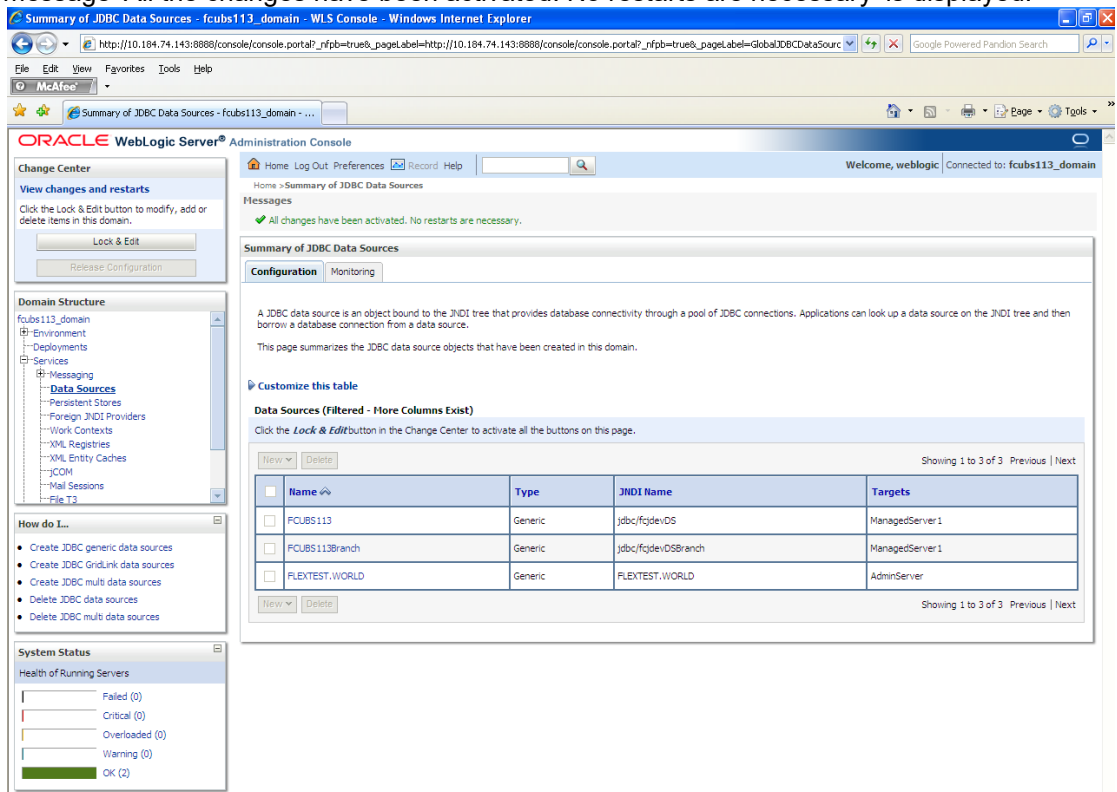 message 'All the changes have been activated. No restarts are necessary' is displayed.
Summary of JDBC Data Sources - fcubs113_domain - WLS Console - Windows Internet Explorer
http://10.184.74.143:8888/console/console.portal?_nfpb=true&_pageLabel=http://10.184.74.143:8888/console/console.portal?_nfpb=true&_pageLabel=GlobalJDBCDataSourc
Google Powered Pandion Search
File Edit View Favorites Tools Help
McAfee
Summary of JDBC Data Sources - fcubs113_domain - ...
Page Tools »
ORACLE WebLogic Server® Administration Console
Change Center
View changes and restarts
Click the Lock & Edit button to modify, add or
delete items in this domain.
Lock & Edit
Release Configuration
Domain Structure
fcubs113_domain
Environment
Deployments
Services
Messaging
Data Sources
Persistent Stores
Foreign JNDI Providers
Work Contexts
XML Registries
XML Entity Caches
jCOM
Mail Sessions
File T3
How do I...
Create JDBC generic data sources
Create JDBC GridLink data sources
Create JDBC multi data sources
Delete JDBC data sources
Delete JDBC multi data sources
System Status
Health of Running Servers
Failed (0)
Critical (0)
Overloaded (0)
Warning (0)
OK (2)
Home Log Out Preferences Record Help
Welcome, weblogic Connected to: fcubs113_domain
Home >Summary of JDBC Data Sources
Messages
All changes have been activated. No restarts are necessary.
Summary of JDBC Data Sources
Configuration Monitoring
A JDBC data source is an object bound to the JNDI tree that provides database connectivity through a pool of JDBC connections. Applications can look up a data source on the JNDI tree and then
borrow a database connection from a data source.
This page summarizes the JDBC data source objects that have been created in this domain.
Customize this table
Data Sources (Filtered - More Columns Exist)
Click the Lock & Edit button in the Change Center to activate all the buttons on this page.
New Delete Showing 1 to 3 of 3 Previous | Next
Name Type JNDI Name Targets
FCUBS113 Generic jdbc/fcjdevDS ManagedServer1
FCUBS113Branch Generic jdbc/fcjdevDSBranch ManagedServer1
FLEXTEST.WORLD Generic FLEXTEST.WORLD AdminServer
New Delete Showing 1 to 3 of 3 Previous | Next